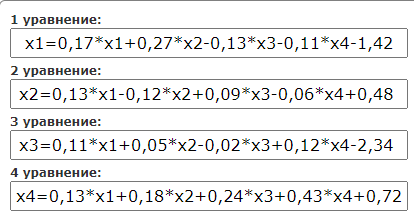 1 уравнение:
x1=0,17*x1+0,27*x2-0,13*x3-0,11*x4-1,42
2 уравнение:
x2=0,13*x1-0,12*x2+0,09*x3-0,06*x4+0,48
3 уравнение:
x3=0,11*x1+0,05*x2-0,02*x3+0,12*x4-2,34
4 уравнение:
x4=0,13*x1+0,18*x2+0,24*x3+0,43*x4+0,72